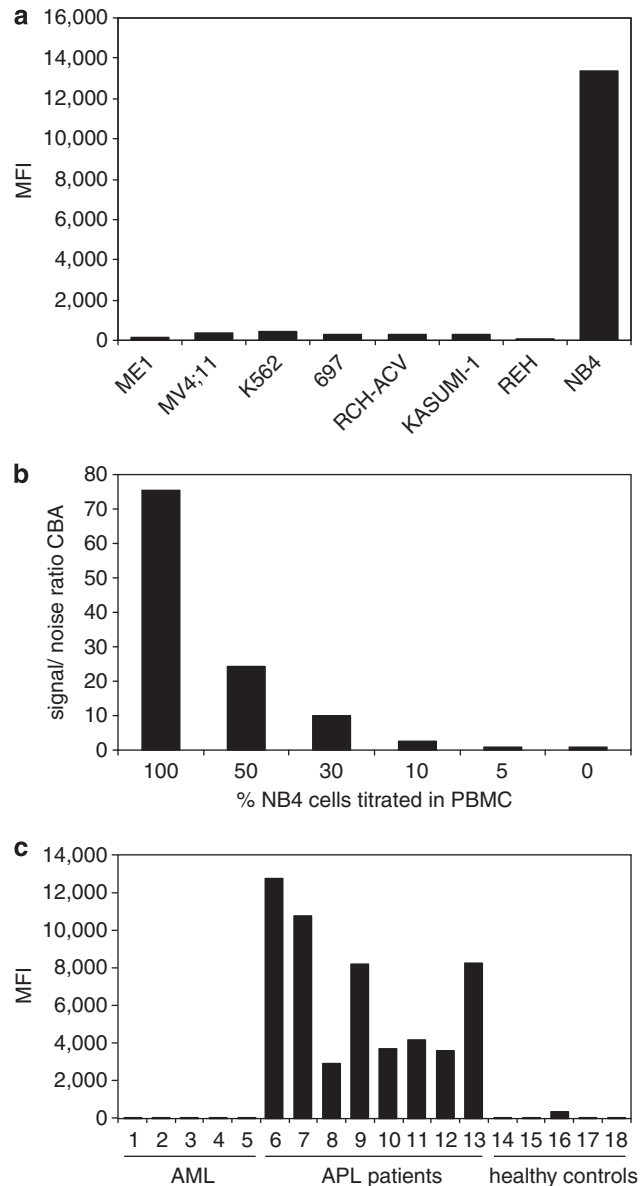 a
16,000
14,000
12,000
10,000
8,000
6,000
4,000
2,000
0
MFI
ME1
MV4;11
K562
697
RCH-ACV
KASUMI-1
REH
NB4
b
80
70
60
50
40
30
20
10
0
signal/ noise ratio CBA
100 50 30 10 5 0
% NB4 cells titrated in PBMC
c
14,000
12,000
10,000
8,000
6,000
4,000
2,000
0
MFI
1 2 3 4 5 6 7 8 9 10 11 12 13 14 15 16 17 18
AML APL patients healthy controls